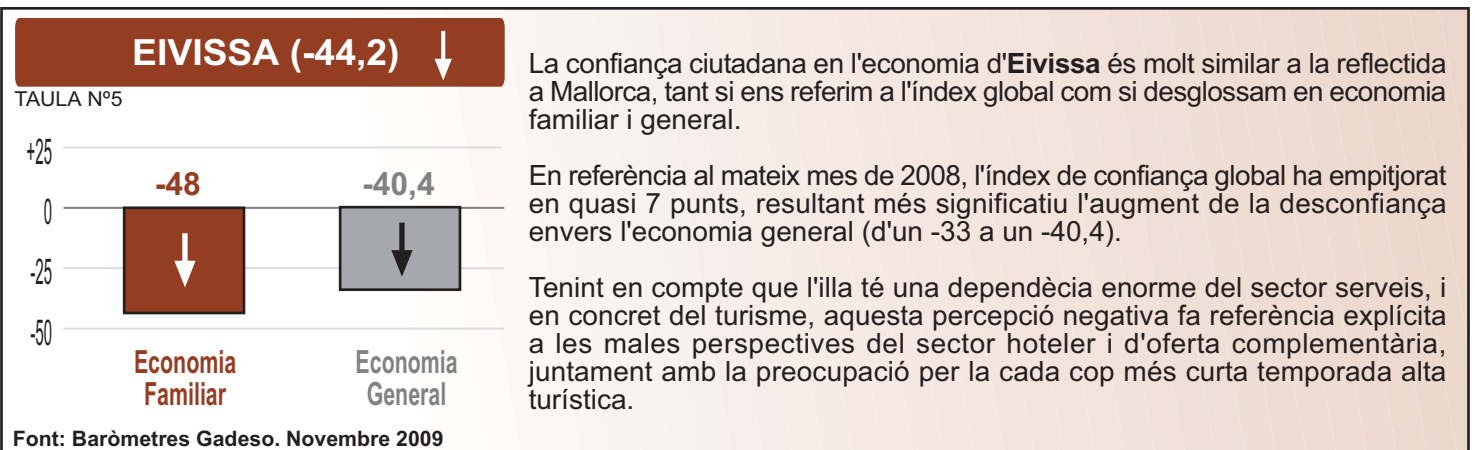 EIVISSA (-44,2)
TAULA Nº5
+25
0
-25
-50
-48
-40,4
Economia
Familiar
Economia
General
Font: Baròmetres Gadeso. Novembre 2009
La confiança ciutadana en l'economia d'Eivissa és molt similar a la reflectida
a Mallorca, tant si ens referim a l'índex global com si desglossam en economia
familiar i general.
En referència al mateix mes de 2008, l'índex de confiança global ha empitjorat
en quasi 7 punts, resultant més significatiu l'augment de la desconfiança
envers l'economia general (d'un -33 a un -40,4).
Tenint en compte que l'illa té una dependècia enorme del sector serveis, i
en concret del turisme, aquesta percepció negativa fa referència explícita
a les males perspectives del sector hoteler i d'oferta complementària,
juntament amb la preocupació per la cada cop més curta temporada alta
turística.